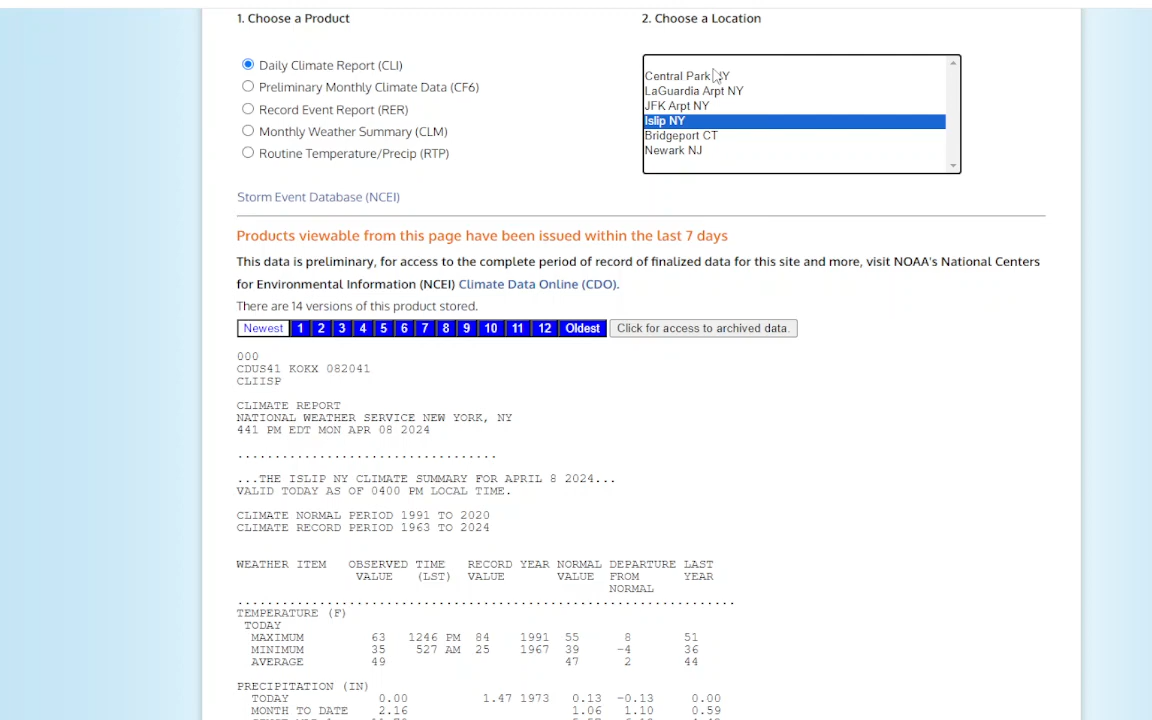 1. Choose a Product
2. Choose a Location
Daily Climate Report (CLI)
Preliminary Monthly Climate Data (CF6)
Record Event Report (RER)
Monthly Weather Summary (CLM)
Routine Temperature/Precip (RTP)
Central Park NY
LaGuardia Arpt NY
JFK Arpt NY
Islip NY
Bridgeport CT
Newark NJ
Storm Event Database (NCEI)
Products viewable from this page have been issued within the last 7 days
This data is preliminary, for access to the complete period of record of finalized data for this site and more, visit NOAA's National Centers
for Environmental Information (NCEI) Climate Data Online (CDO).
There are 14 versions of this product stored.
Newest 1 2 3 4 5 6 7 8 9 10 11 12 Oldest Click for access to archived data.
000
CDUS41 KOKX 082041
CLIISP
CLIMATE REPORT
NATIONAL WEATHER SERVICE NEW YORK, NY
441 PM EDT MON APR 08 2024
...................................
...THE ISLIP NY CLIMATE SUMMARY FOR APRIL 8 2024...
VALID TODAY AS OF 0400 PM LOCAL TIME.
CLIMATE NORMAL PERIOD 1991 TO 2020
CLIMATE RECORD PERIOD 1963 TO 2024
WEATHER ITEM OBSERVED TIME RECORD YEAR NORMAL DEPARTURE LAST
VALUE (LST) VALUE VALUE FROM YEAR
NORMAL
...................................................................
TEMPERATURE (F)
TODAY
MAXIMUM 63 1246 PM 84 1991 55 8 51
MINIMUM 35 527 AM 25 1967 39 -4 36
AVERAGE 49 47 2 44
PRECIPITATION (IN)
TODAY 0.00 1.47 1973 0.13 -0.13 0.00
MONTH TO DATE 2.16 1.06 1.10 0.59